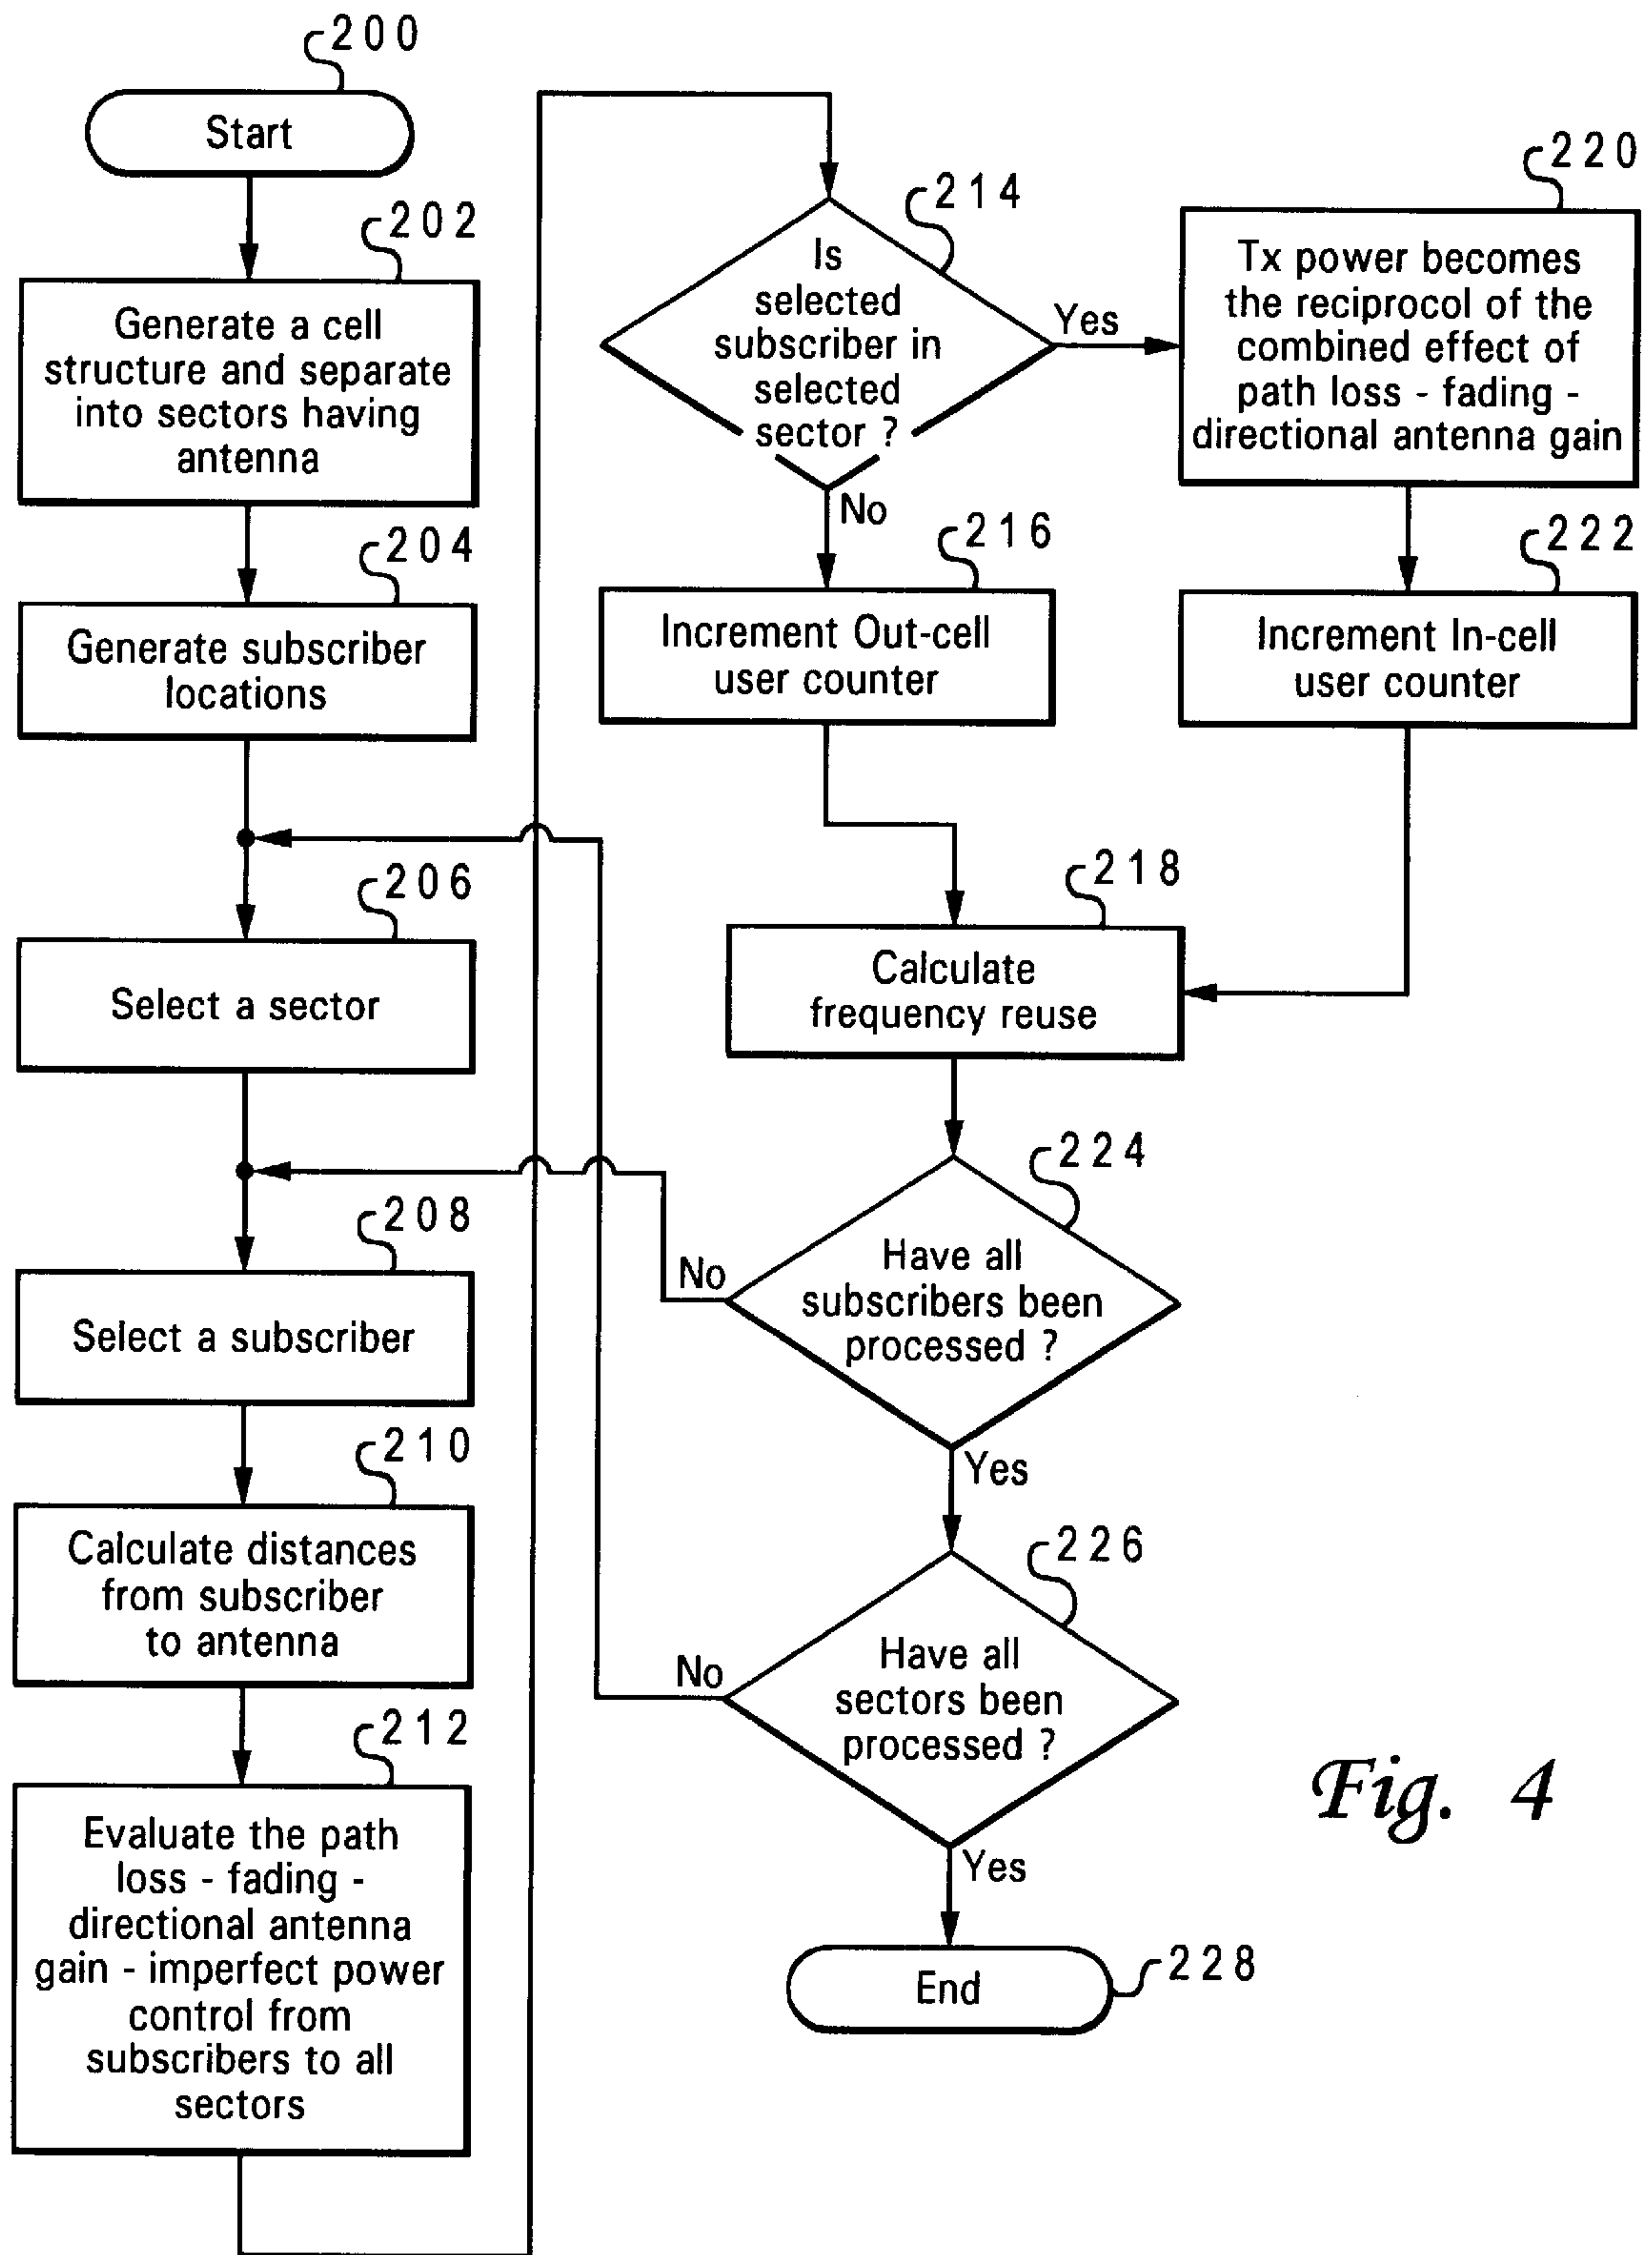 200
Start
202
Generate a cell
structure and separate
into sectors having
antenna
204
Generate subscriber
locations
206
Select a sector
208
Select a subscriber
210
Calculate distances
from subscriber
to antenna
212
Evaluate the path
loss - fading -
directional antenna
gain - imperfect power
control from
subscribers to all
sectors
214
Is
selected
subscriber in
selected
sector ?
Yes
No
220
Tx power becomes
the reciprocol of the
combined effect of
path loss - fading -
directional antenna gain
216
Increment Out-cell
user counter
222
Increment In-cell
user counter
218
Calculate
frequency reuse
224
Have all
subscribers been
processed ?
No
Yes
226
Have all
sectors been
processed ?
No
Yes
228
End
Fig. 4